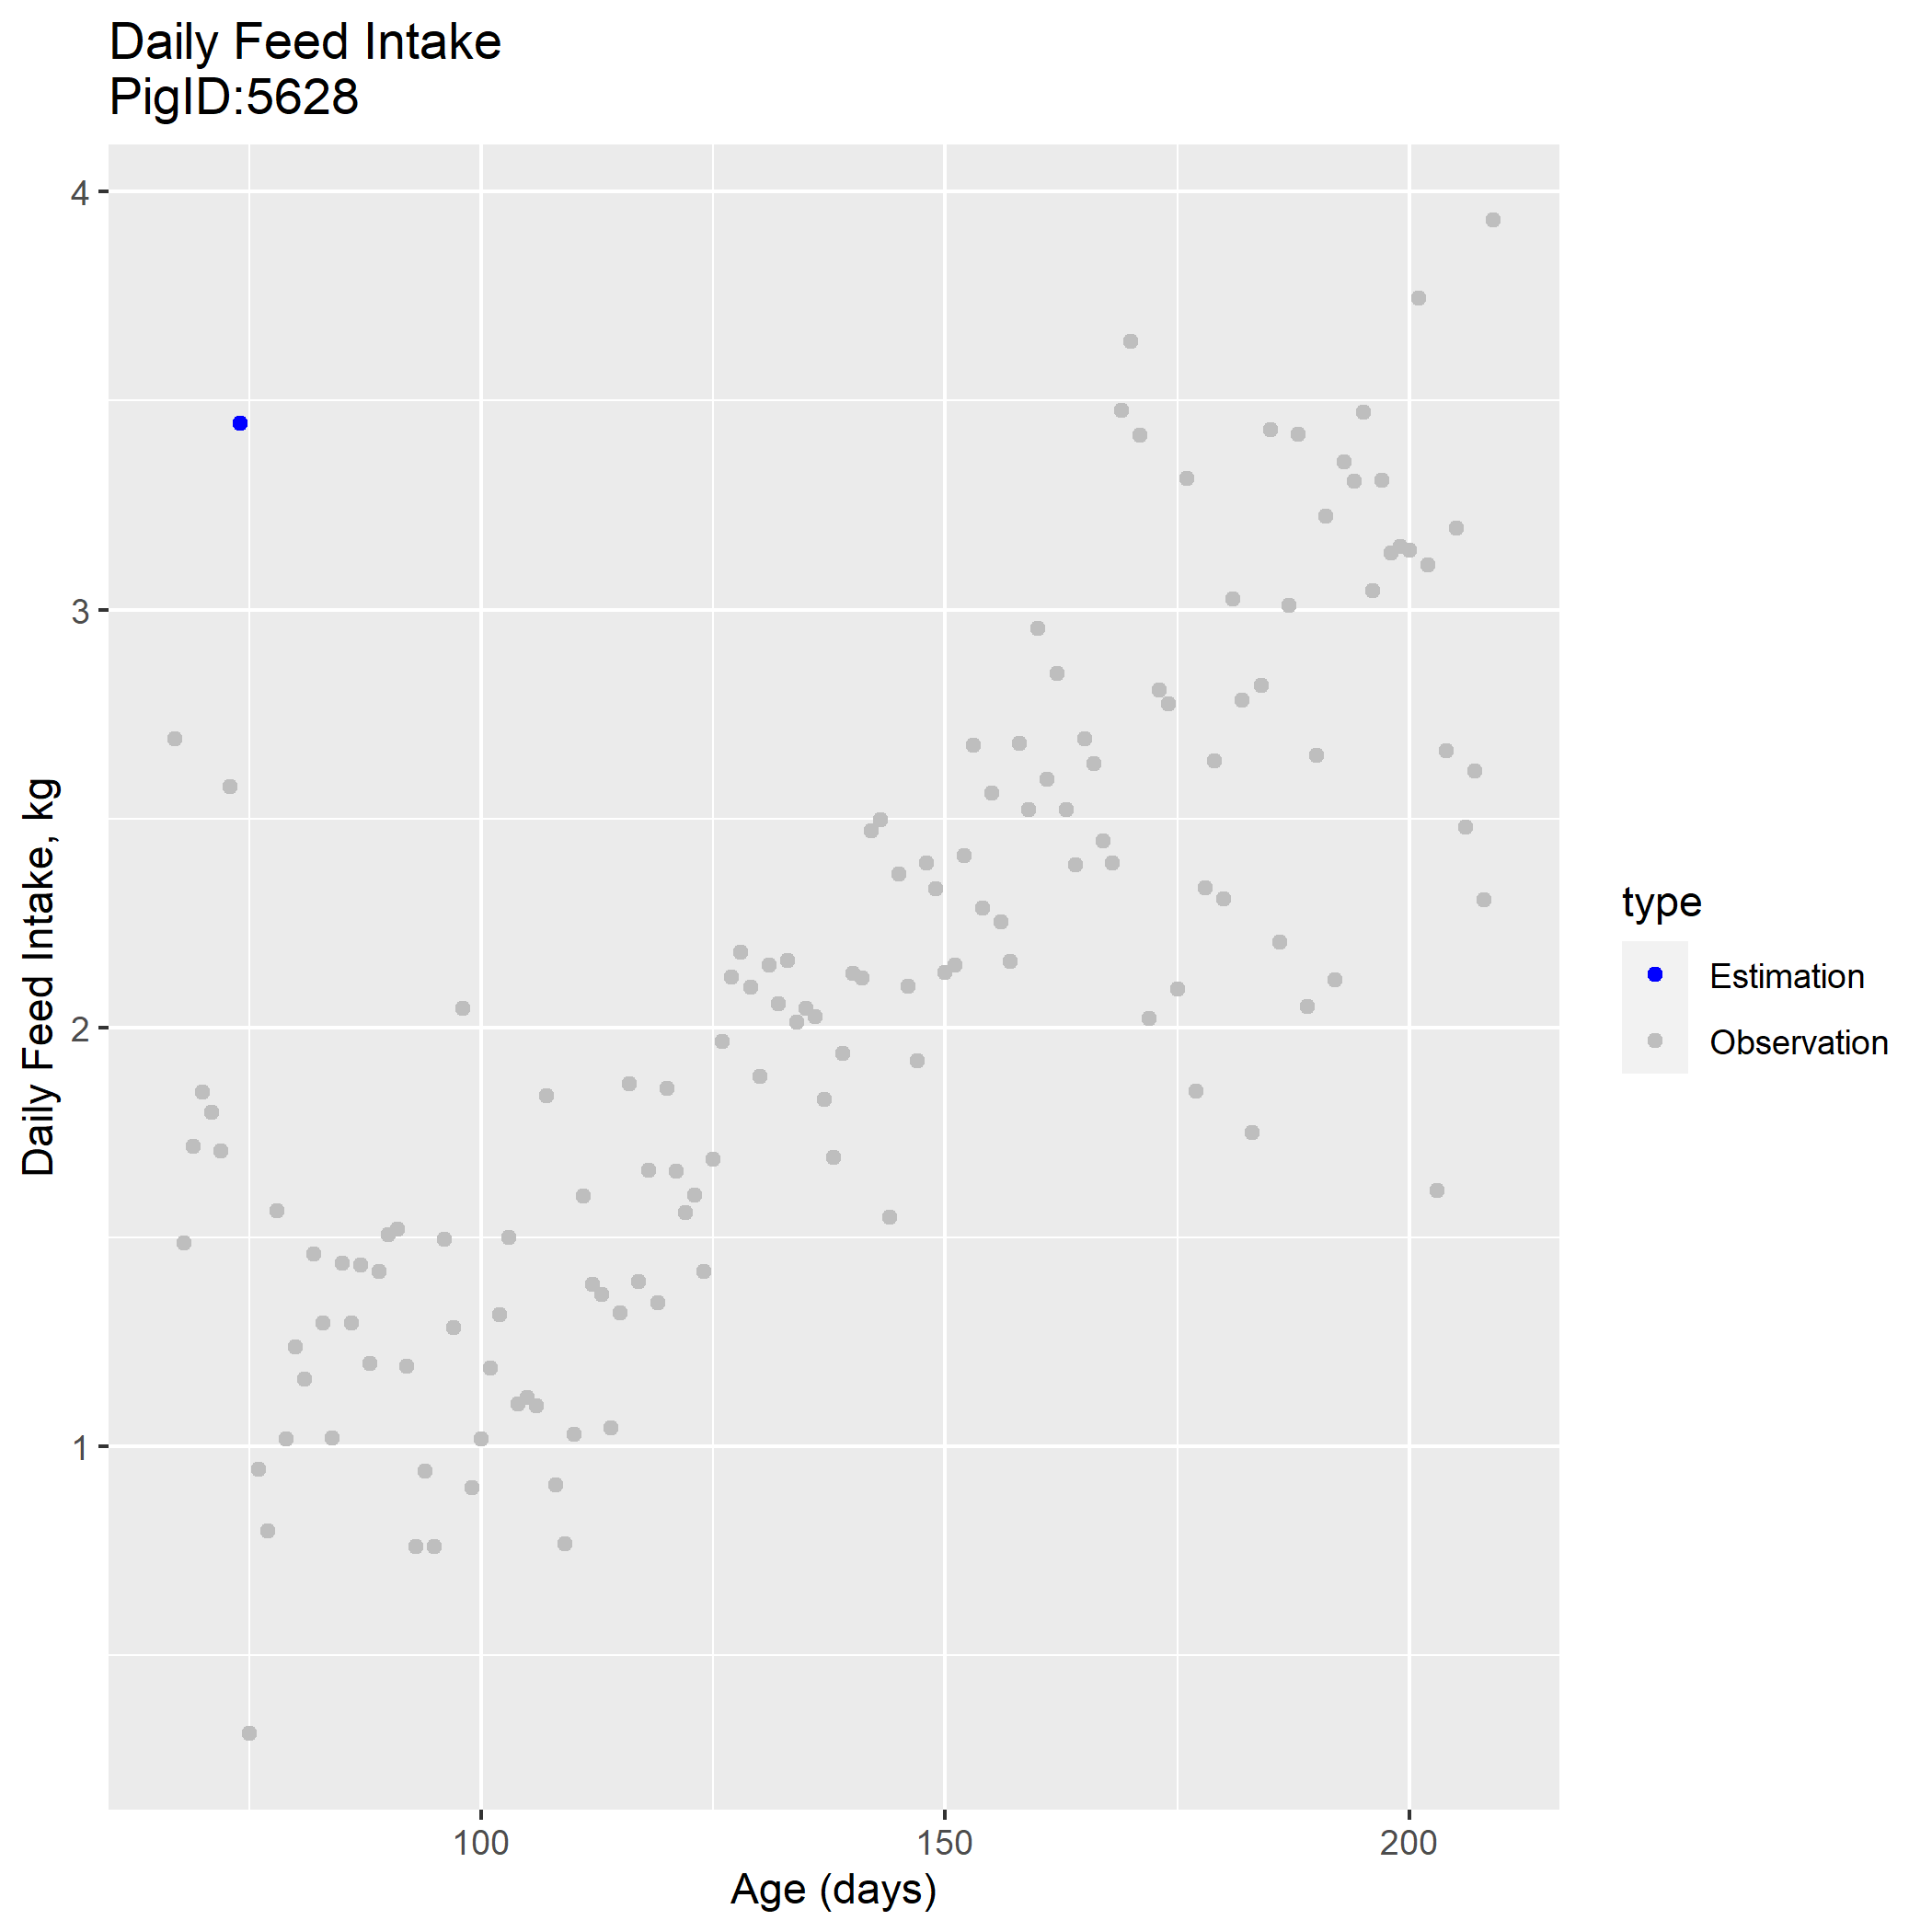 Daily Feed Intake
PigID:5628
4
3
2
1
Daily Feed Intake, kg
100
150
200
Age (days)
type
Estimation
Observation